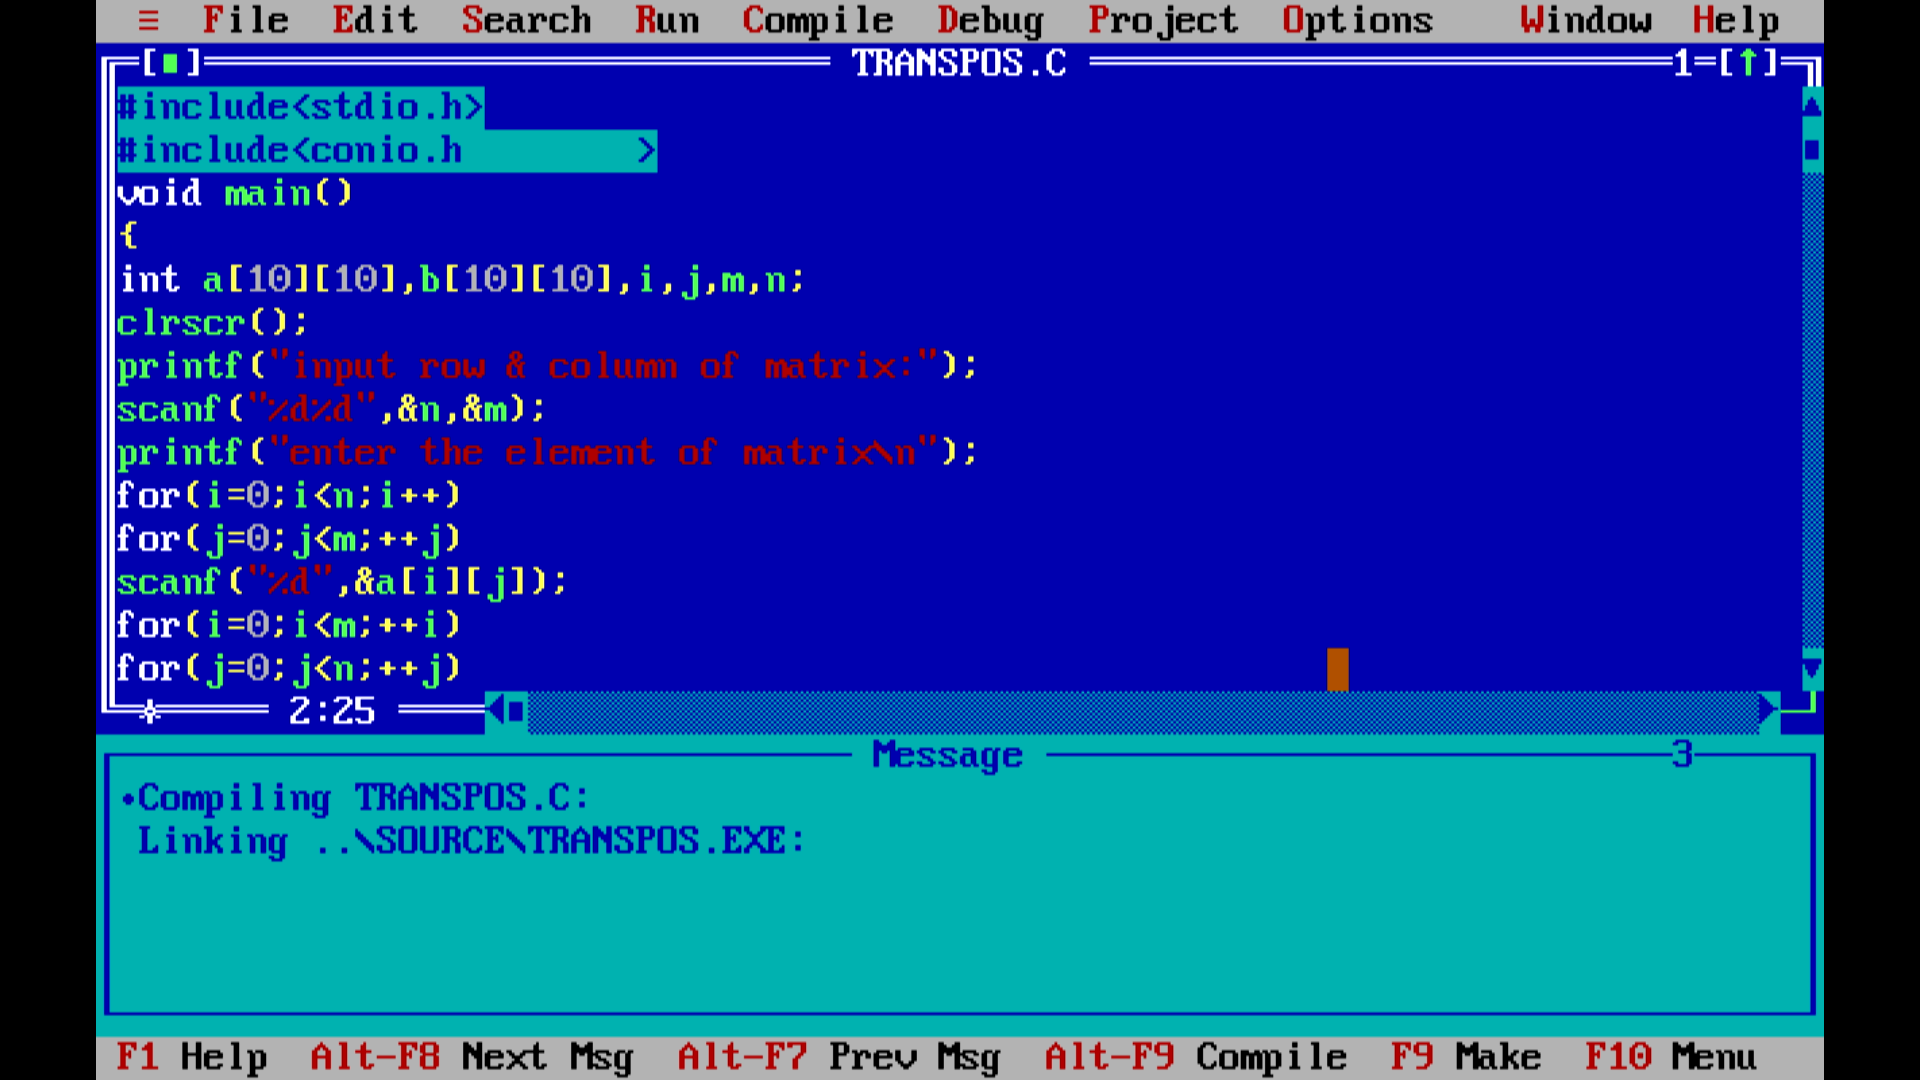 ≡ File Edit Search Run Compile Debug Project Options Window Help
[■] TRANSPOS.C 1=[↑]
#include<stdio.h>
#include<conio.h        >
void main()
{
int a[10][10],b[10][10],i,j,m,n;
clrscr();
printf("input row & column of matrix:");
scanf("%d%d",&n,&m);
printf("enter the element of matrix\n");
for(i=0;i<n;i++)
for(j=0;j<m;++j)
scanf("%d",&a[i][j]);
for(i=0;i<m;++i)
for(j=0;j<n;++j)
2:25
Message 3
•Compiling TRANSPOS.C:
Linking ..\SOURCE\TRANSPOS.EXE:
F1 Help Alt-F8 Next Msg Alt-F7 Prev Msg Alt-F9 Compile F9 Make F10 Menu